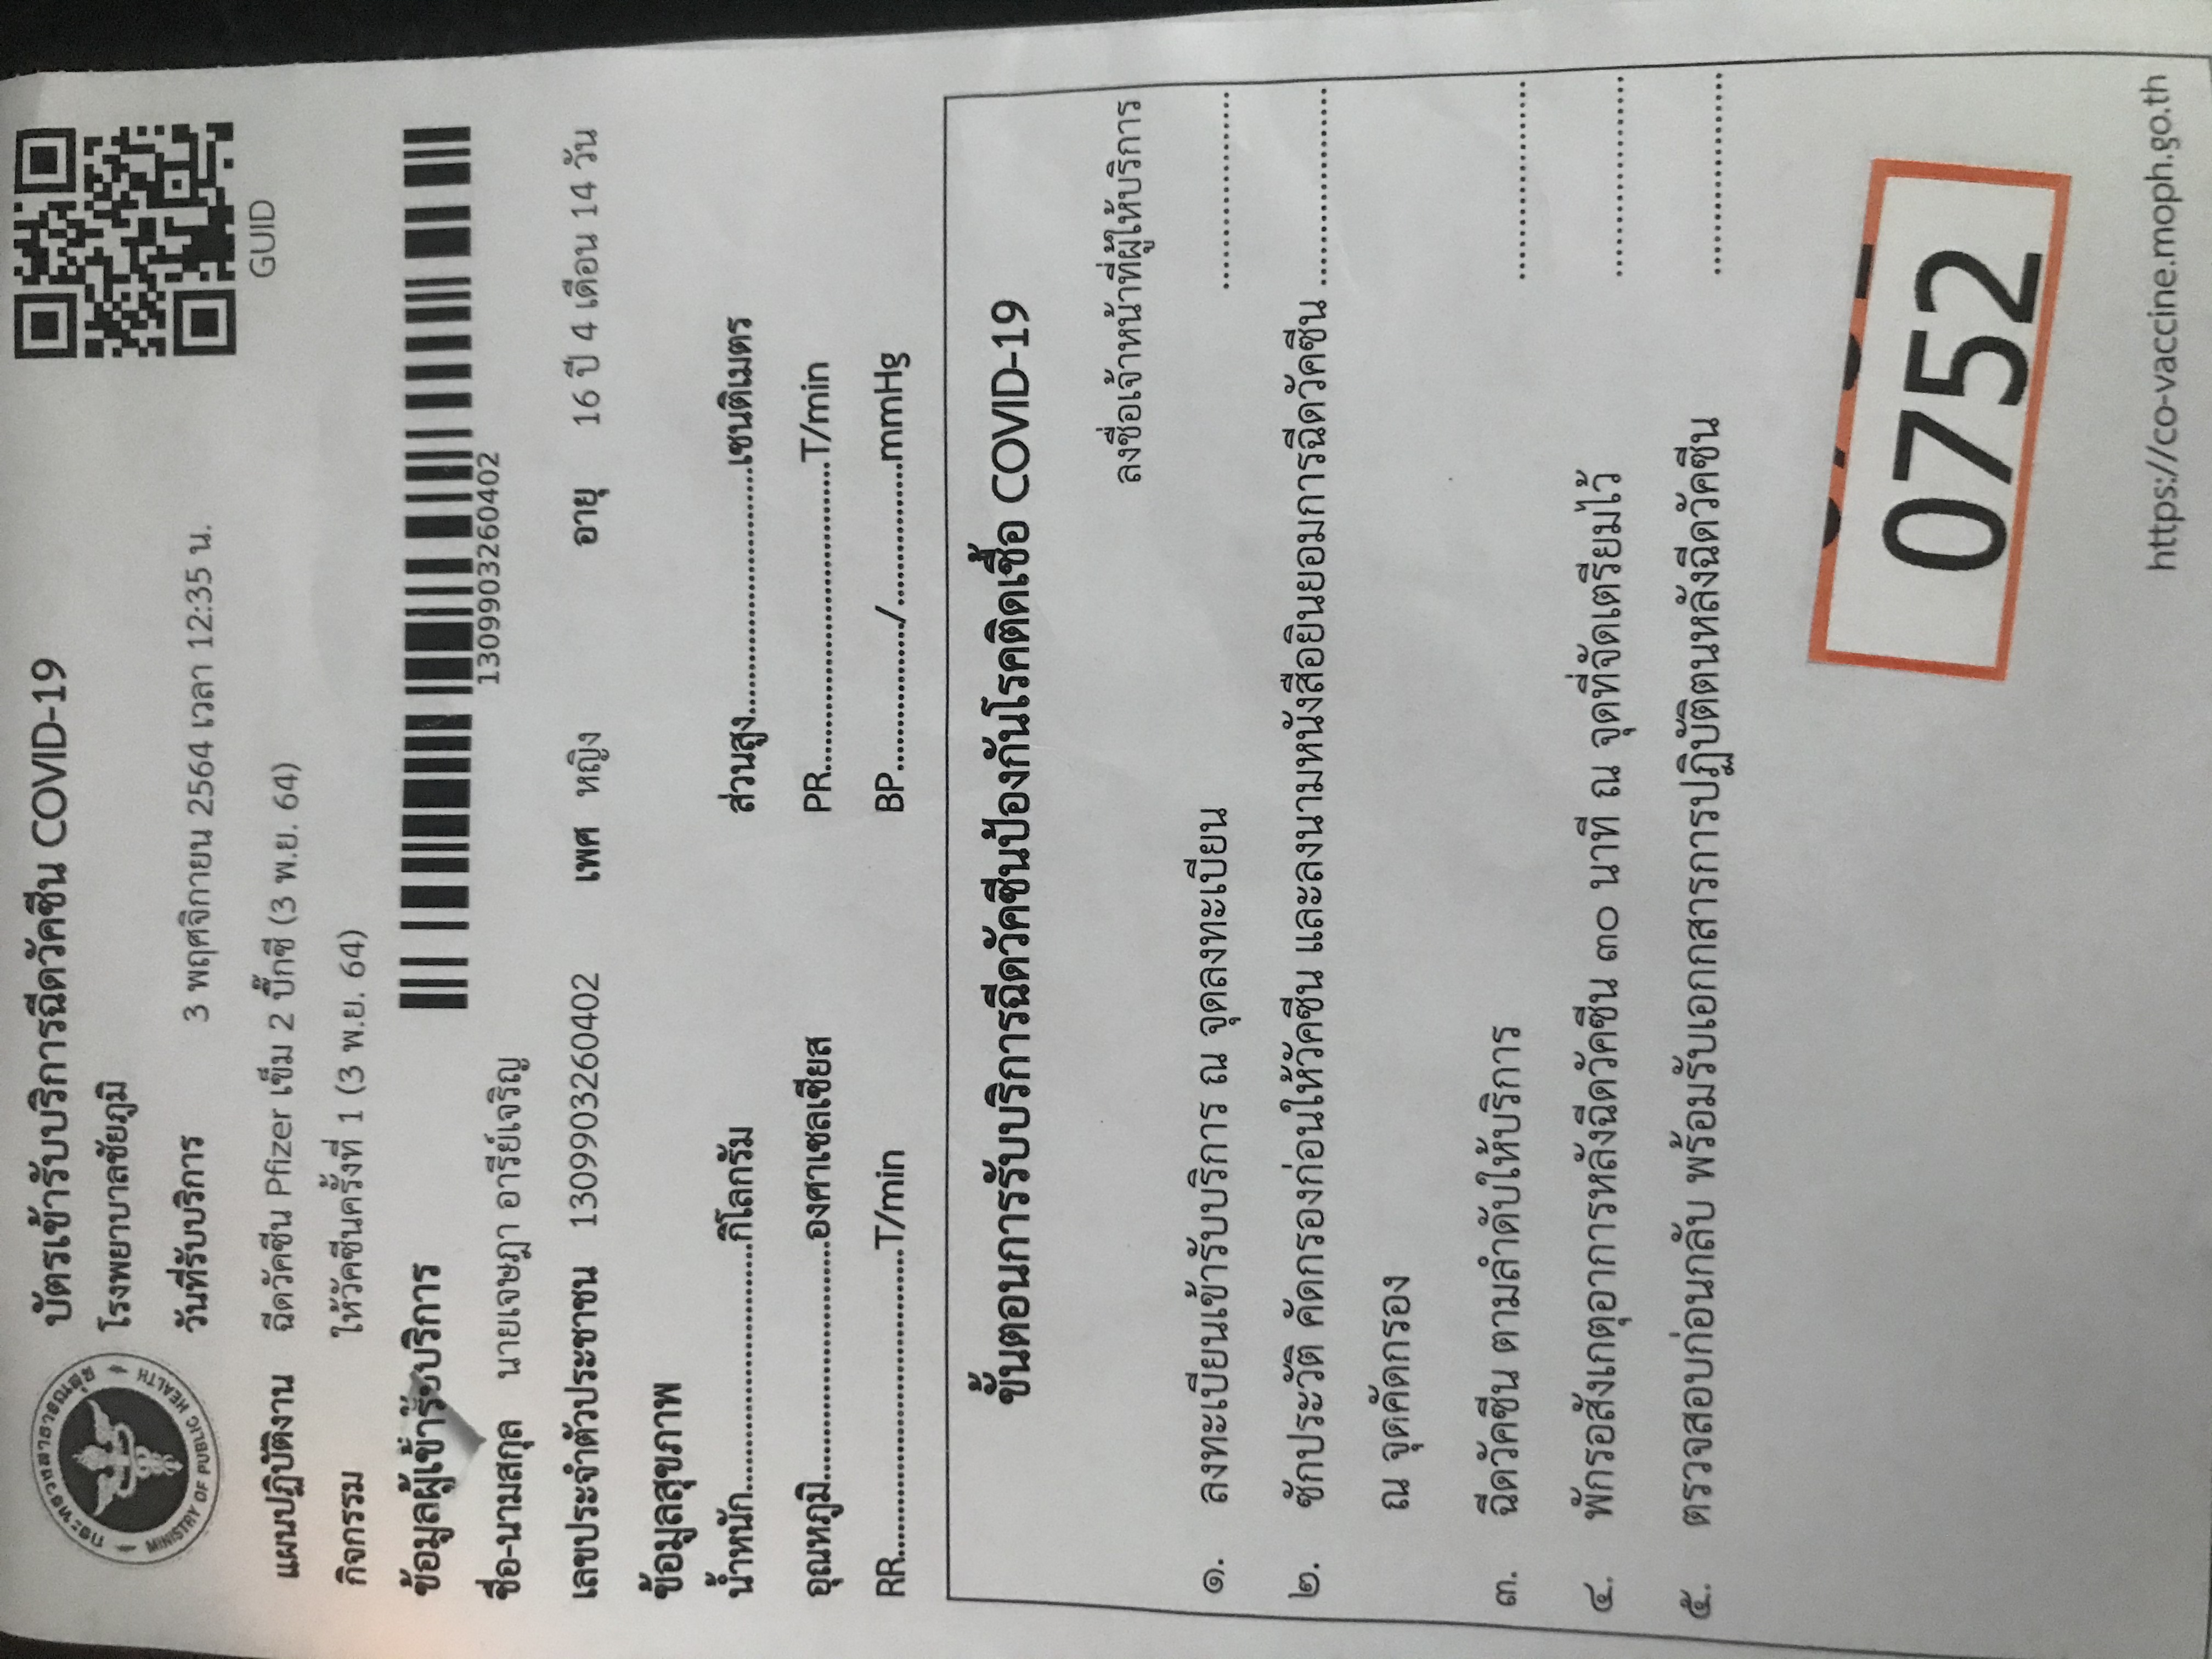 กระทรวงสาธารณสุข
MINISTRY OF PUBLIC HEALTH
บัตรเข้ารับบริการฉีดวัคซีน COVID-19
โรงพยาบาลชัยภูมิ
วันที่รับบริการ 3 พฤศจิกายน 2564 เวลา 12:35 น.
GUID
แผนปฏิบัติงาน ฉีดวัคซีน Pfizer เข็ม 2 บิ๊กซี (3 พ.ย. 64)
กิจกรรม ให้วัคซีนครั้งที่ 1 (3 พ.ย. 64)
ข้อมูลผู้เข้ารับบริการ
1309903260402
ชื่อ-นามสกุล นายเจษฎา อารีย์เจริญ
เลขประจำตัวประชาชน 1309903260402 เพศ หญิง อายุ 16 ปี 4 เดือน 14 วัน
ข้อมูลสุขภาพ
น้ำหนัก............................กิโลกรัม ส่วนสูง............................เซนติเมตร
อุณหภูมิ...........................องศาเซลเซียส PR...................................T/min
RR...................................T/min BP................./................mmHg
ขั้นตอนการรับบริการฉีดวัคซีนป้องกันโรคติดเชื้อ COVID-19
ลงชื่อเจ้าหน้าที่ผู้ให้บริการ
๑. ลงทะเบียนเข้ารับบริการ ณ จุดลงทะเบียน ...................
๒. ซักประวัติ คัดกรองก่อนให้วัคซีน และลงนามหนังสือยินยอมการฉีดวัคซีน ...................
ณ จุดคัดกรอง
๓. ฉีดวัคซีน ตามลำดับให้บริการ ...................
๔. พักรอสังเกตุอาการหลังฉีดวัคซีน ๓๐ นาที ณ จุดที่จัดเตรียมไว้ ...................
๕. ตรวจสอบก่อนกลับ พร้อมรับเอกกสารการปฏิบัติตนหลังฉีดวัคซีน ...................
0752
https://co-vaccine.moph.go.th